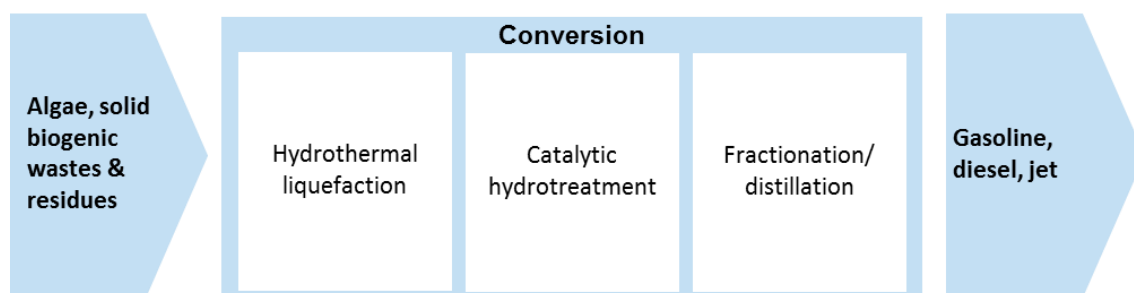 Conversion
Algae, solid
biogenic
wastes &
residues
Hydrothermal
liquefaction
Catalytic
hydrotreatment
Fractionation/
distillation
Gasoline,
diesel, jet